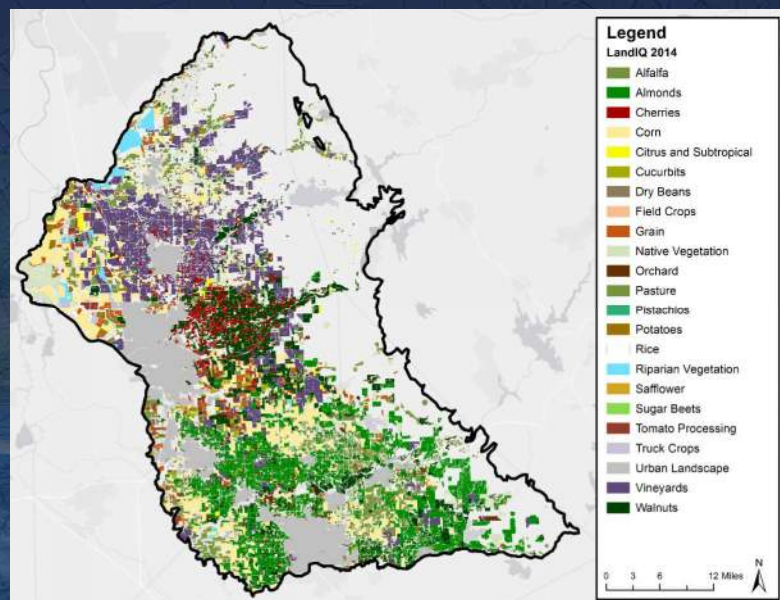 Legend
LandIQ 2014
Alfalfa
Almonds
Cherries
Corn
Citrus and Subtropical
Cucurbits
Dry Beans
Field Crops
Grain
Native Vegetation
Orchard
Pasture
Pistachios
Potatoes
Rice
Riparian Vegetation
Safflower
Sugar Beets
Tomato Processing
Truck Crops
Urban Landscape
Vineyards
Walnuts
N
0 3 6 12 Miles